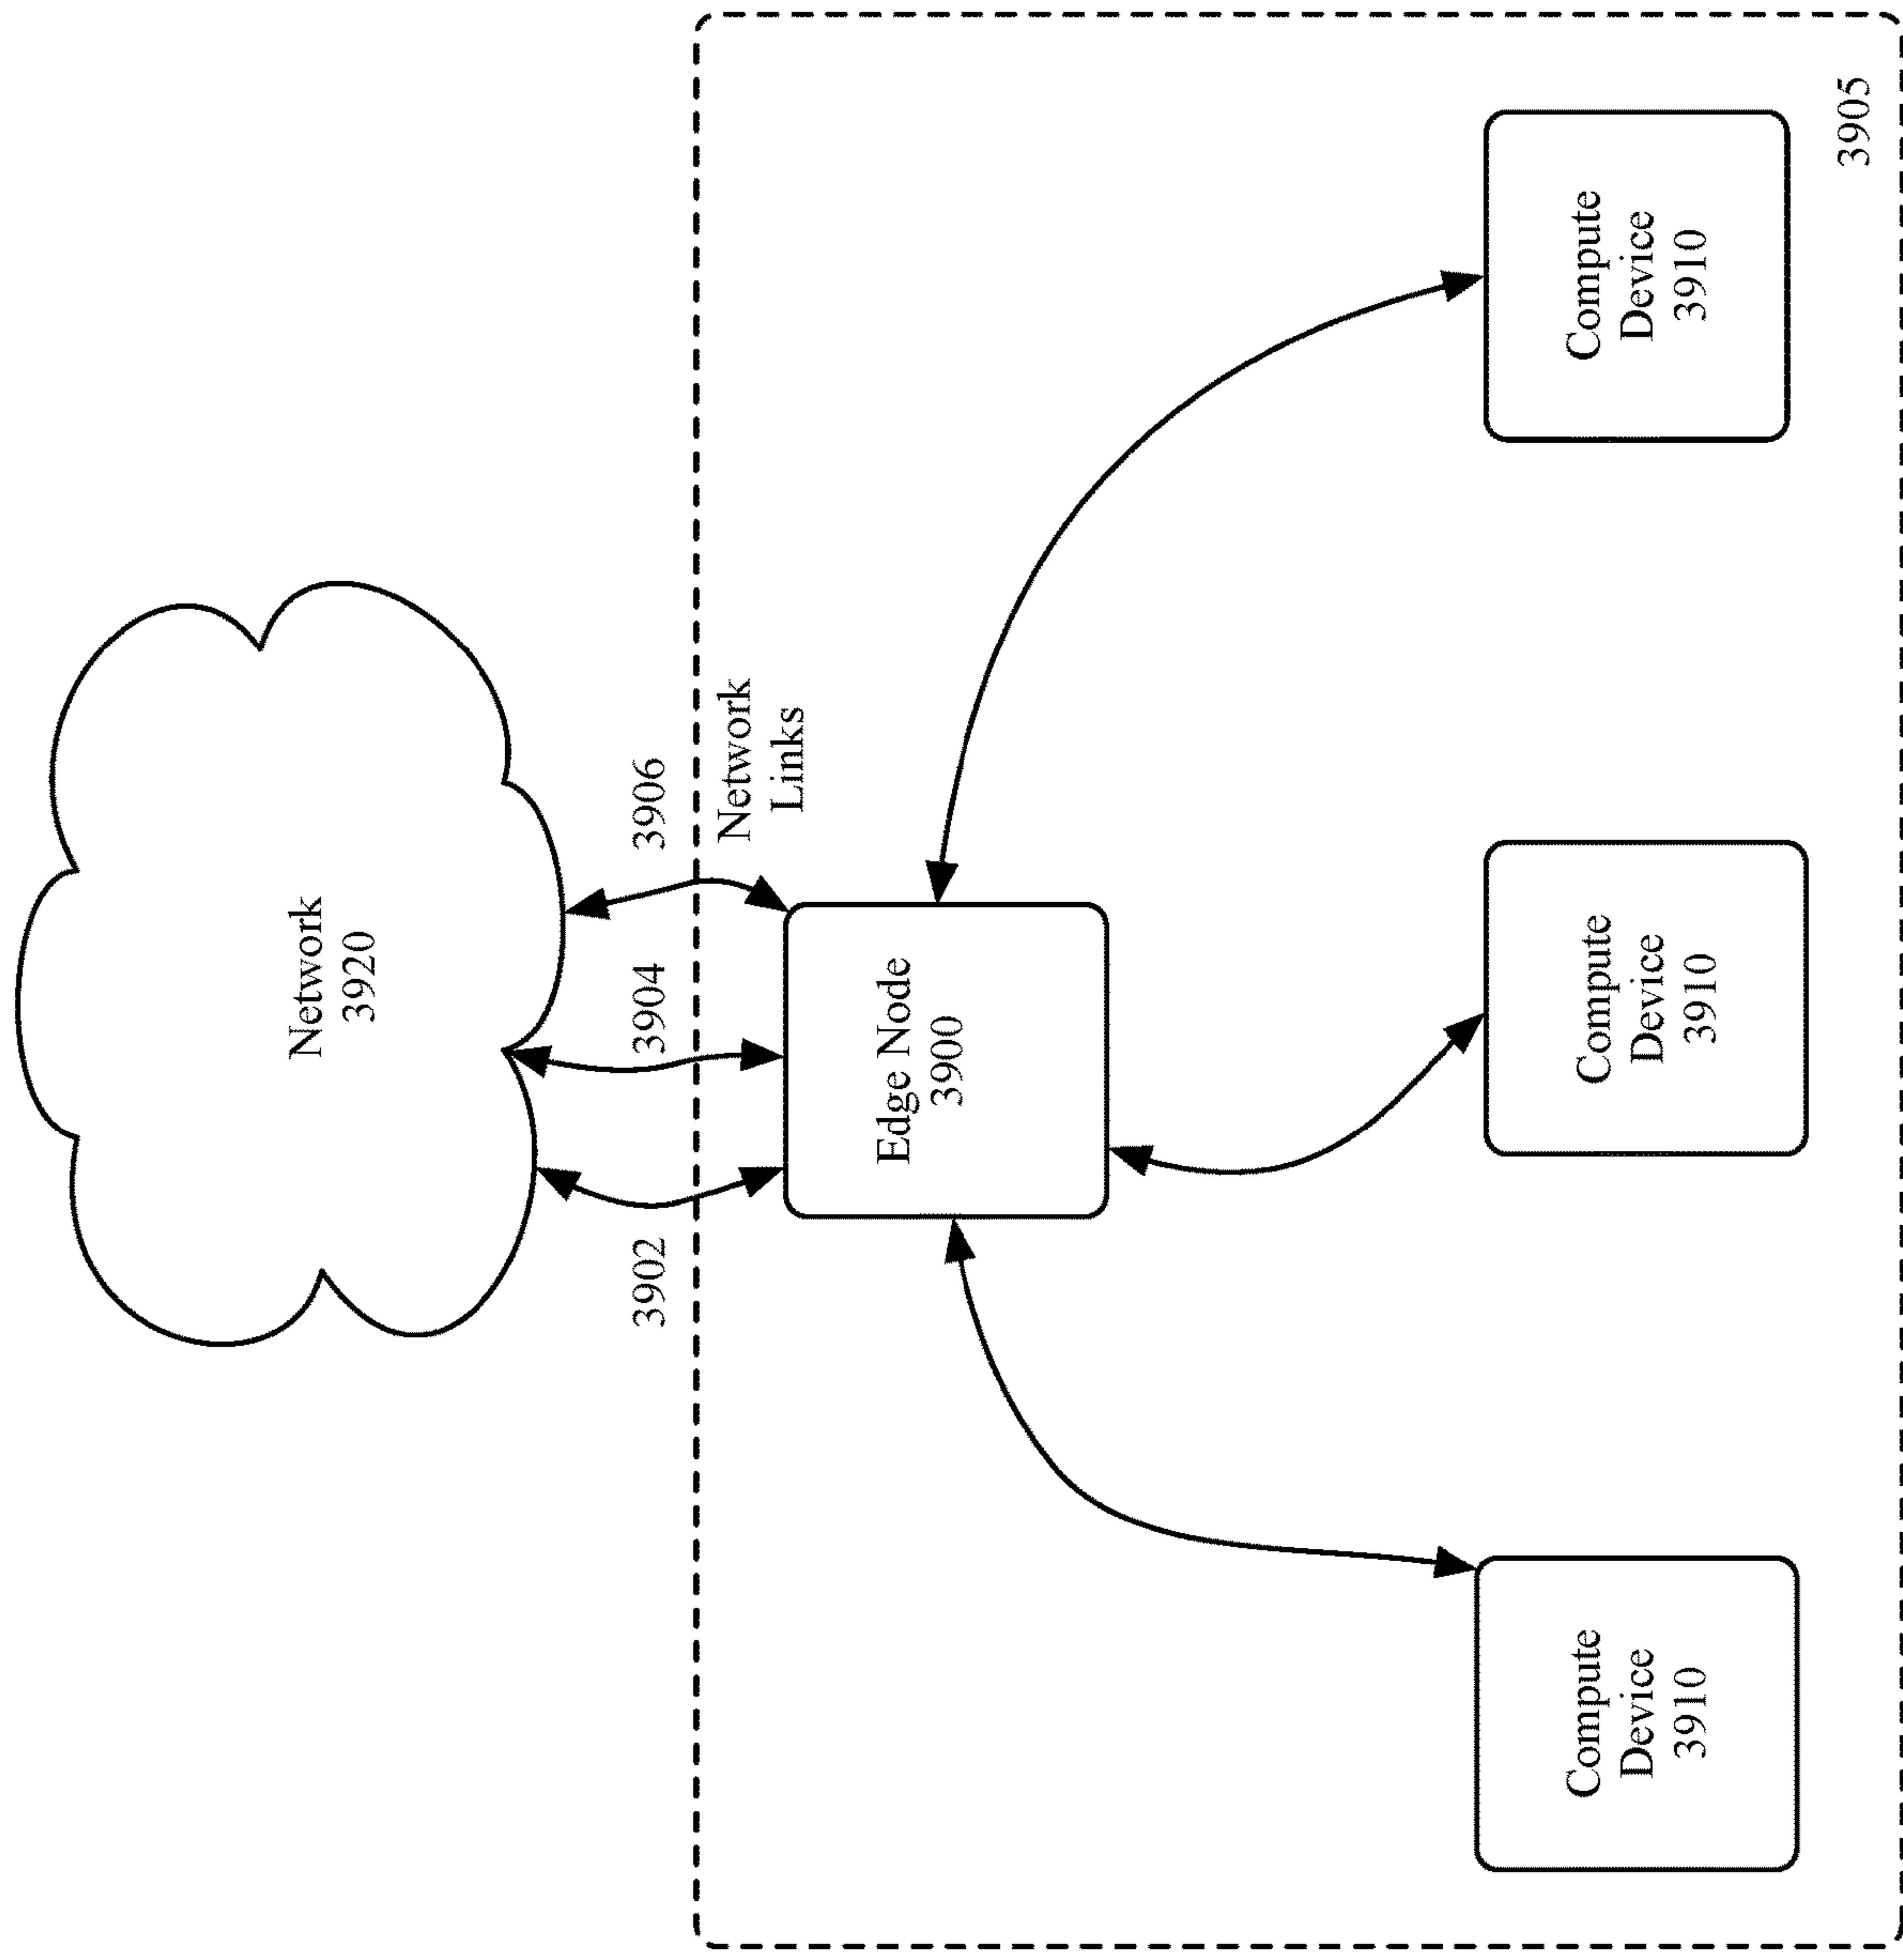 Network
3920
3902
3904
3906
Network
Links
Edge Node
3900
Compute
Device
3910
Compute
Device
3910
Compute
Device
3910
3905